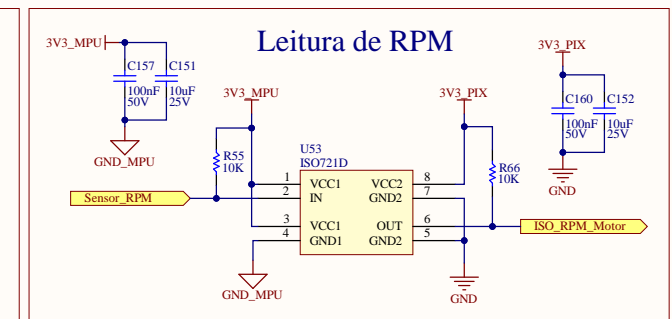 Leitura de RPM
3V3_MPU
C157
100nF
50V
C151
10uF
25V
GND_MPU
3V3_PIX
C160
100nF
50V
C152
10uF
25V
GND
3V3_MPU
3V3_PIX
R55
10K
U53
ISO721D
R66
10K
1 VCC1 VCC2 8
2 IN GND2 7
3 VCC1 OUT 6
4 GND1 GND2 5
Sensor_RPM
ISO_RPM_Motor
GND_MPU
GND